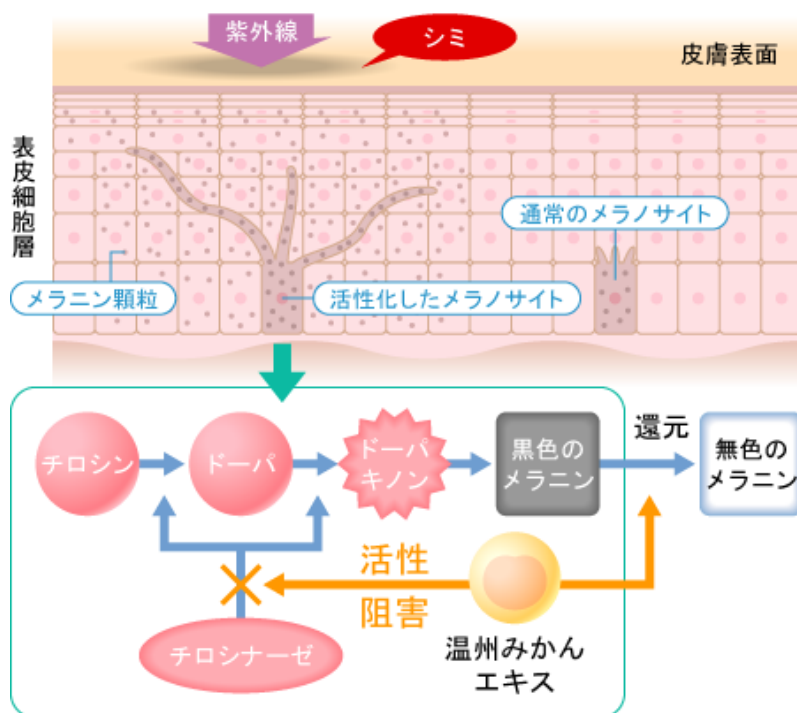 紫外線
シミ
皮膚表面
表皮細胞層
通常のメラノサイト
メラニン顆粒
活性化したメラノサイト
チロシン
ドーパ
ドーパ
キノン
黒色の
メラニン
還元
無色の
メラニン
活性
阻害
チロシナーゼ
温州みかん
エキス